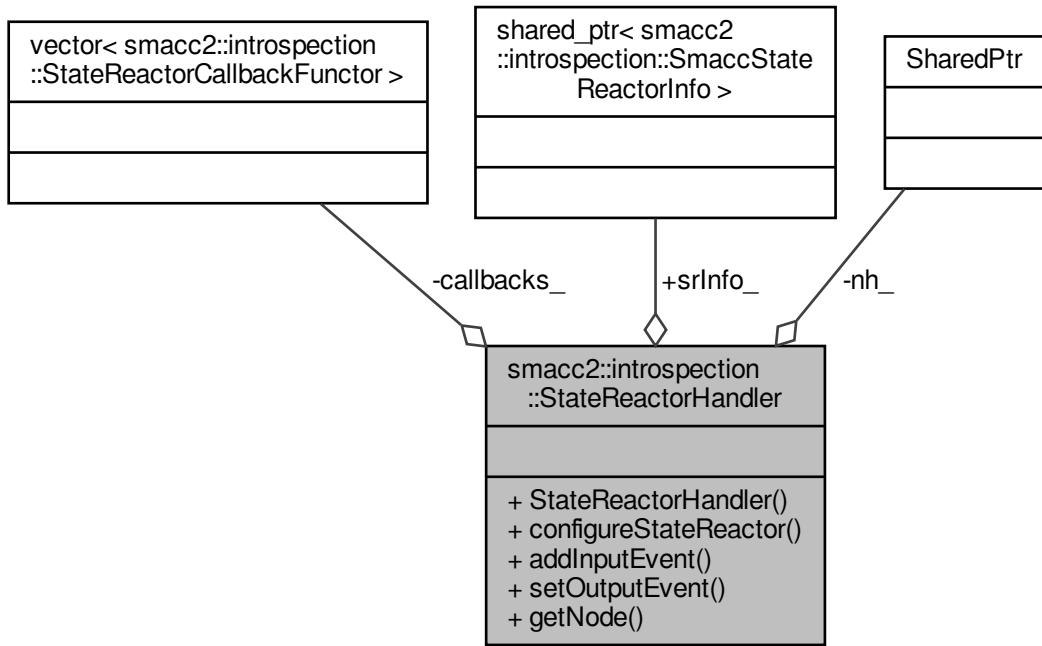 vector< smacc2::introspection
::StateReactorCallbackFunctor >
shared_ptr< smacc2
::introspection::SmaccState
ReactorInfo >
SharedPtr
-callbacks_
+srInfo_
-nh_
smacc2::introspection
::StateReactorHandler
+ StateReactorHandler()
+ configureStateReactor()
+ addInputEvent()
+ setOutputEvent()
+ getNode()